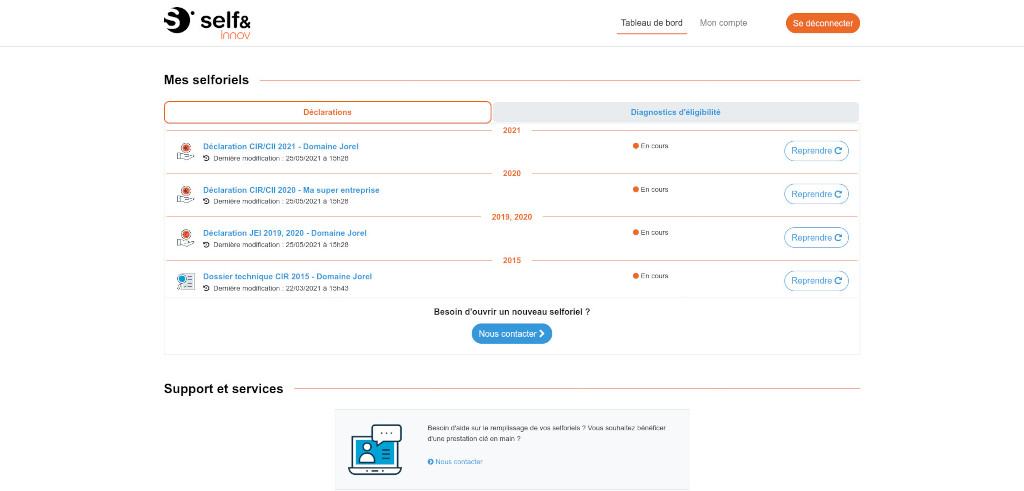 self&
innov
Tableau de bord
Mon compte
Se déconnecter
Mes selforiels
Déclarations
Diagnostics d'éligibilité
2021
Déclaration CIR/CII 2021 - Domaine Jorel
En cours
Reprendre
Dernière modification : 25/05/2021 à 15h28
2020
Déclaration CIR/CII 2020 - Ma super entreprise
En cours
Reprendre
Dernière modification : 25/05/2021 à 15h28
2019, 2020
Déclaration JEI 2019, 2020 - Domaine Jorel
En cours
Reprendre
Dernière modification : 25/05/2021 à 15h28
2015
Dossier technique CIR 2015 - Domaine Jorel
En cours
Reprendre
Dernière modification : 22/03/2021 à 15h43
Besoin d'ouvrir un nouveau selforiel ?
Nous contacter
Support et services
Besoin d'aide sur le remplissage de vos selforiels ? Vous souhaitez bénéficer
d'une prestation clé en main ?
Nous contacter